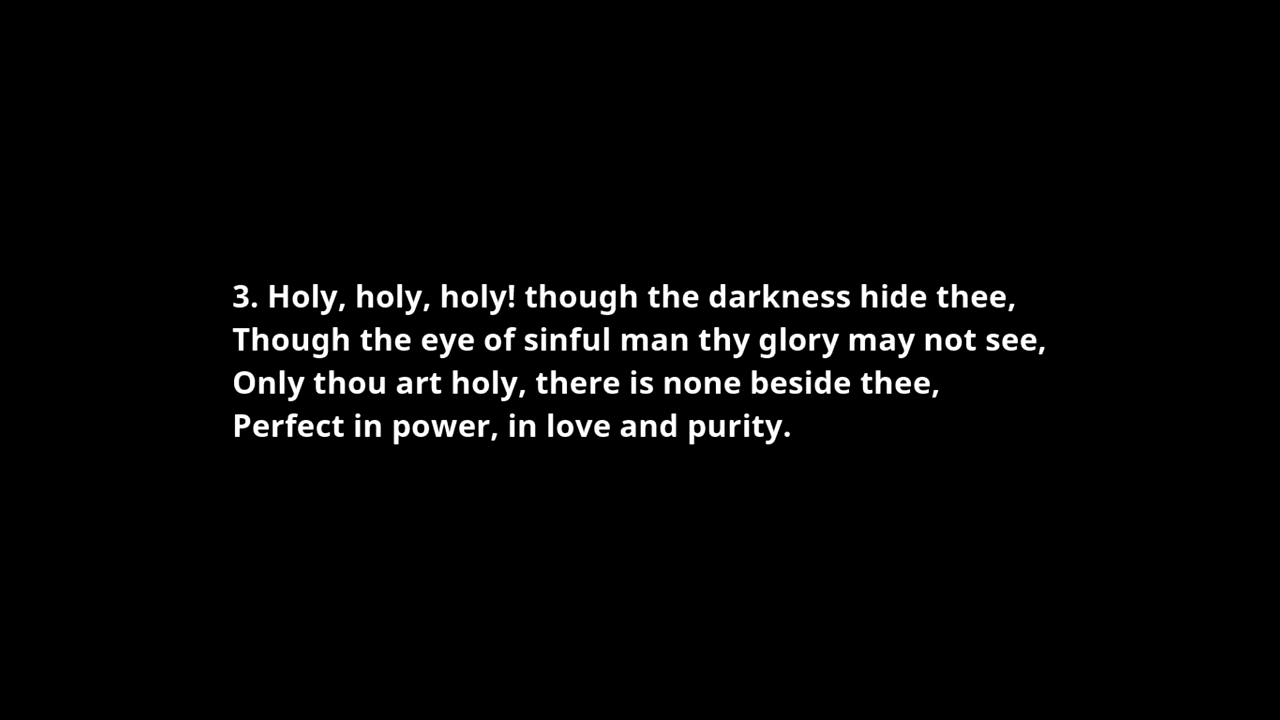 3. Holy, holy, holy! though the darkness hide thee,
Though the eye of sinful man thy glory may not see,
Only thou art holy, there is none beside thee,
Perfect in power, in love and purity.